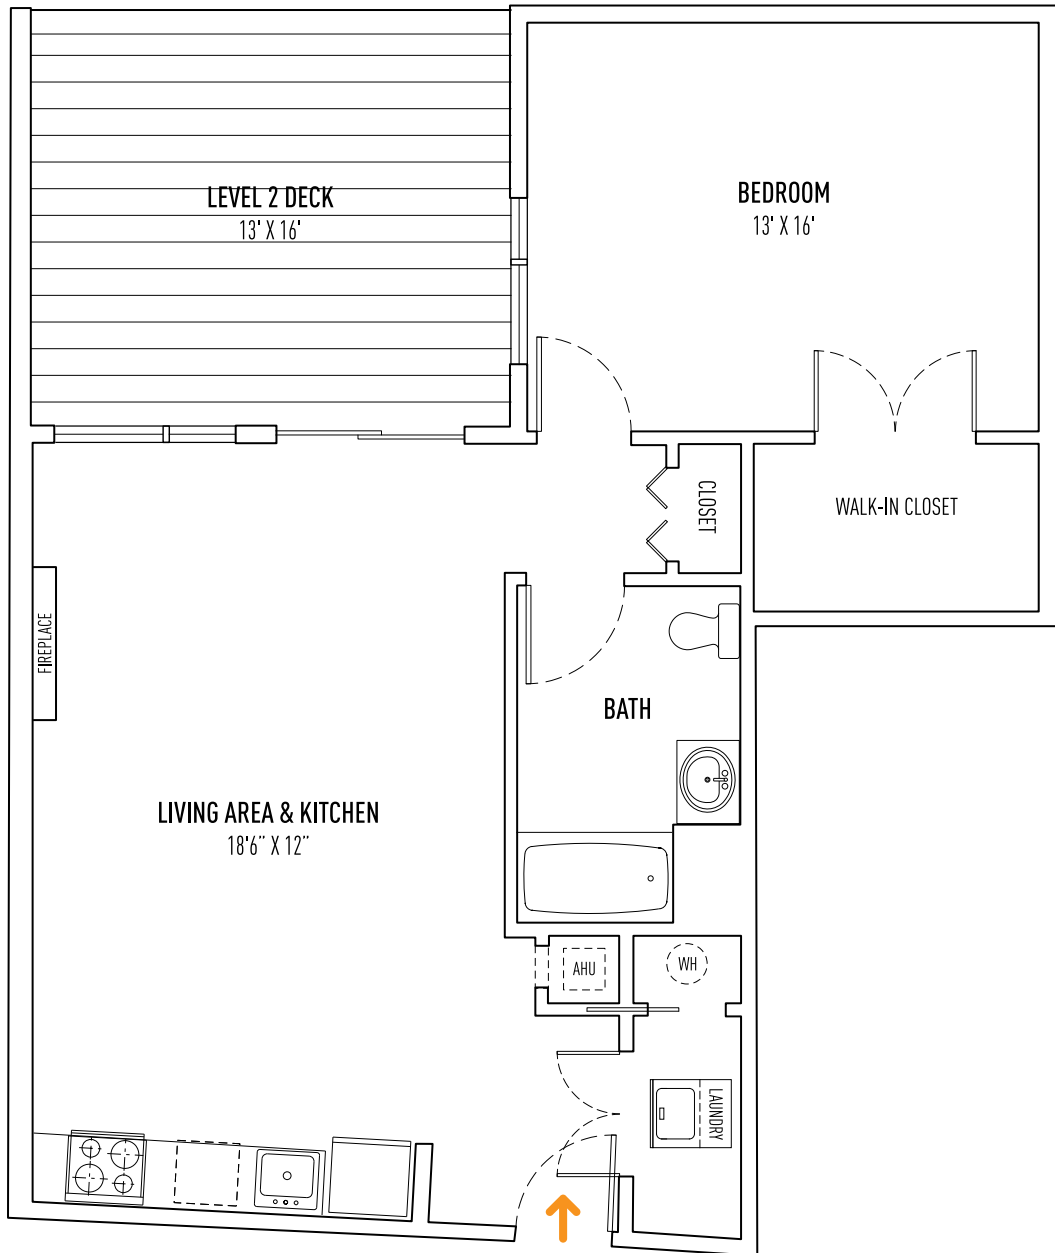 LEVEL 2 DECK
13' X 16'
BEDROOM
13' X 16'
CLOSET
WALK-IN CLOSET
FIREPLACE
BATH
LIVING AREA & KITCHEN
18'6" X 12"
AHU
WH
LAUNDRY